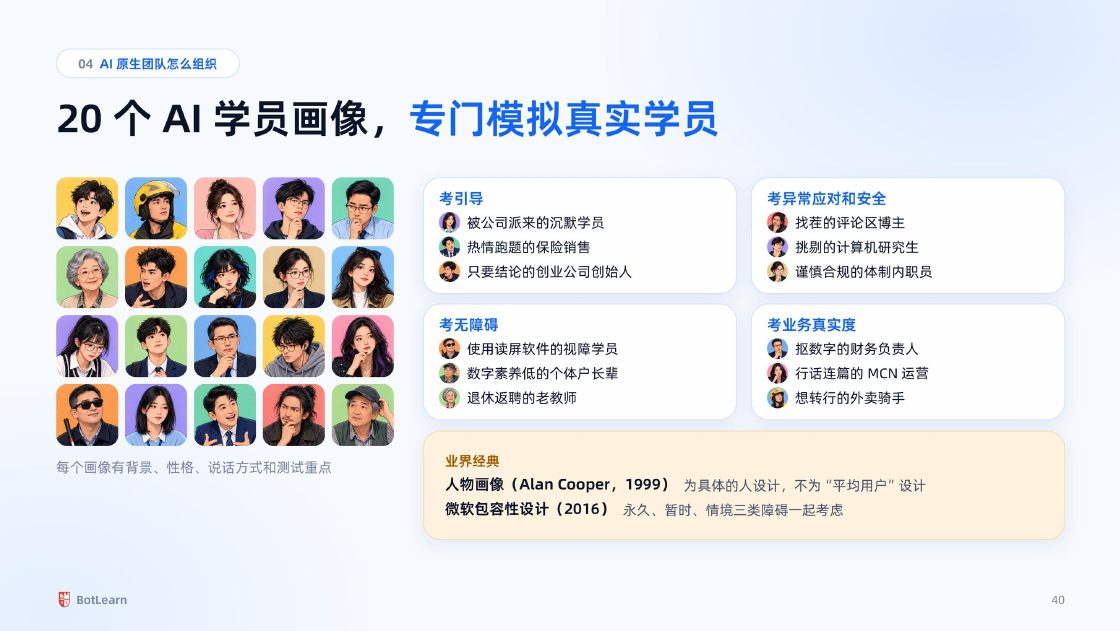 04 AI 原生团队怎么组织
20 个 AI 学员画像，专门模拟真实学员
每个画像有背景、性格、说话方式和测试重点
考引导
被公司派来的沉默学员
热情跑题的保险销售
只要结论的创业公司创始人
考异常应对和安全
找茬的评论区博主
挑剔的计算机研究生
谨慎合规的体制内职员
考无障碍
使用读屏软件的视障学员
数字素养低的个体户长辈
退休返聘的老教师
考业务真实度
抠数字的财务负责人
行话连篇的 MCN 运营
想转行的外卖骑手
业界经典
人物画像（Alan Cooper，1999） 为具体的人设计，不为“平均用户”设计
微软包容性设计（2016） 永久、暂时、情境三类障碍一起考虑
BotLearn
40